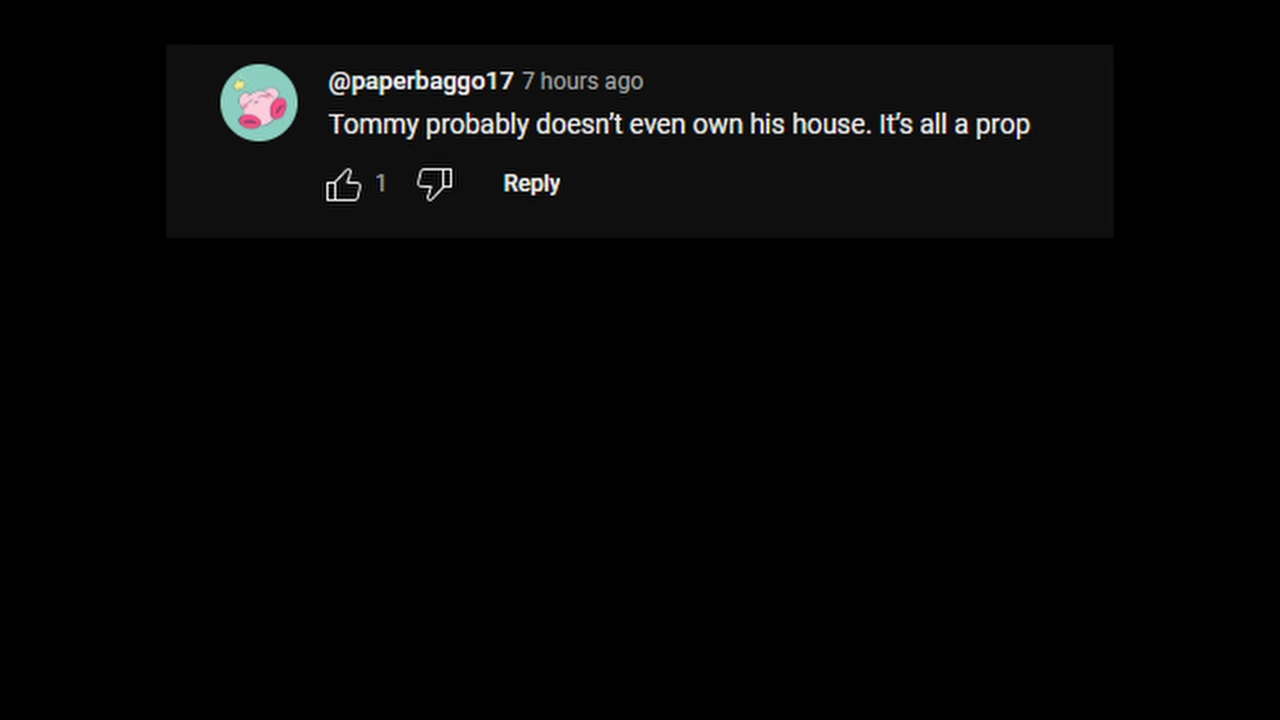 @paperbaggo17 7 hours ago
Tommy probably doesn't even own his house. It's all a prop
1 Reply